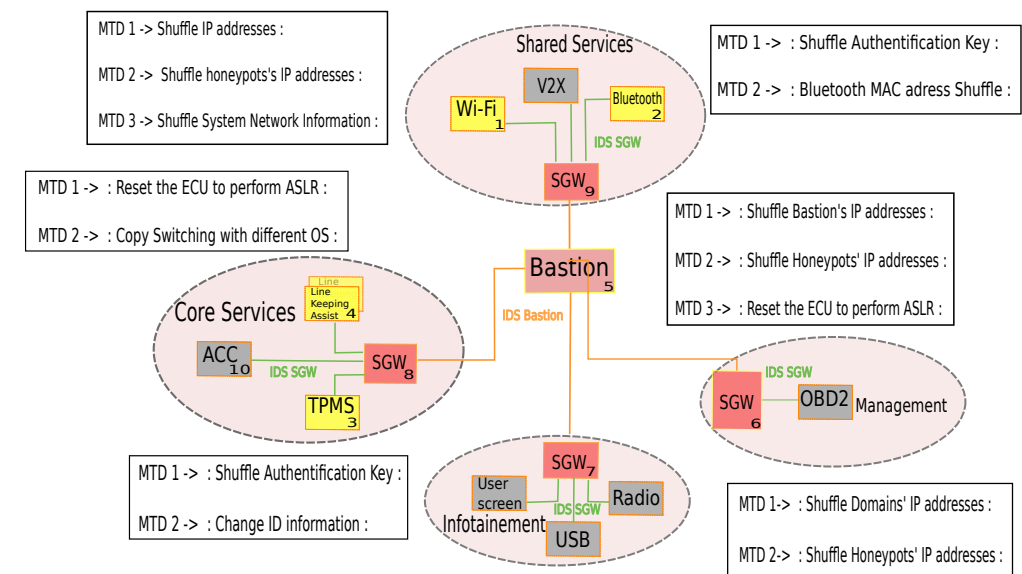 MTD 1 -> Shuffle IP addresses :
MTD 2 -> Shuffle honeypots's IP addresses :
MTD 3 -> Shuffle System Network Information :
Shared Services
V2X
Wi-Fi
1
Bluetooth
2
IDS SGW
SGW
9
MTD 1 -> : Shuffle Authentification Key :
MTD 2 -> : Bluetooth MAC adress Shuffle :
MTD 1 -> : Reset the ECU to perform ASLR :
MTD 2 -> : Copy Switching with different OS :
MTD 1 -> : Shuffle Bastion's IP addresses :
MTD 2 -> : Shuffle Honeypots' IP addresses :
MTD 3 -> : Reset the ECU to perform ASLR :
Bastion
5
IDS Bastion
Core Services
Line
Line
Keeping
Assist 4
ACC
10
IDS SGW
SGW
8
TPMS
3
IDS SGW
SGW
6
OBD2
Management
MTD 1 -> : Shuffle Authentification Key :
MTD 2 -> : Change ID information :
SGW
7
User
screen
IDS SGW
Radio
Infotainement
USB
MTD 1-> : Shuffle Domains' IP addresses :
MTD 2-> : Shuffle Honeypots' IP addresses :